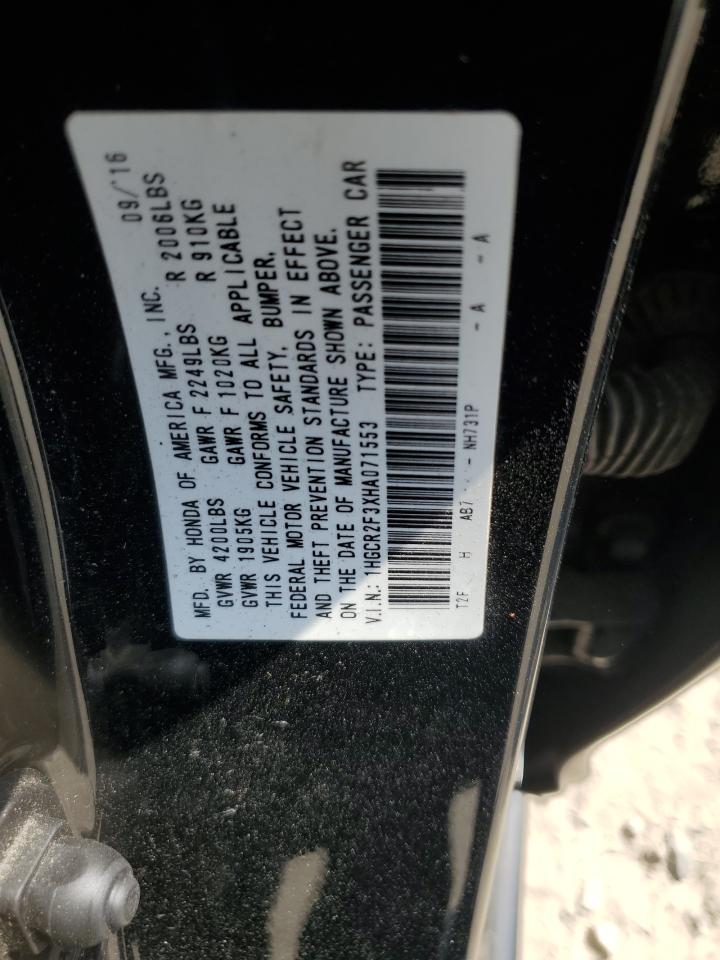 MFD. BY HONDA OF AMERICA MFG., INC. 09/'16
GVWR 4200LBS GAWR F 2249LBS R 2006LBS
GVWR 1905KG GAWR F 1020KG R 910KG
THIS VEHICLE CONFORMS TO ALL APPLICABLE
FEDERAL MOTOR VEHICLE SAFETY, BUMPER,
AND THEFT PREVENTION STANDARDS IN EFFECT
ON THE DATE OF MANUFACTURE SHOWN ABOVE.
V.I.N.: 1HGCR2F3XHA071553 TYPE: PASSENGER CAR
T2F H AB7 - NH731P - A - A